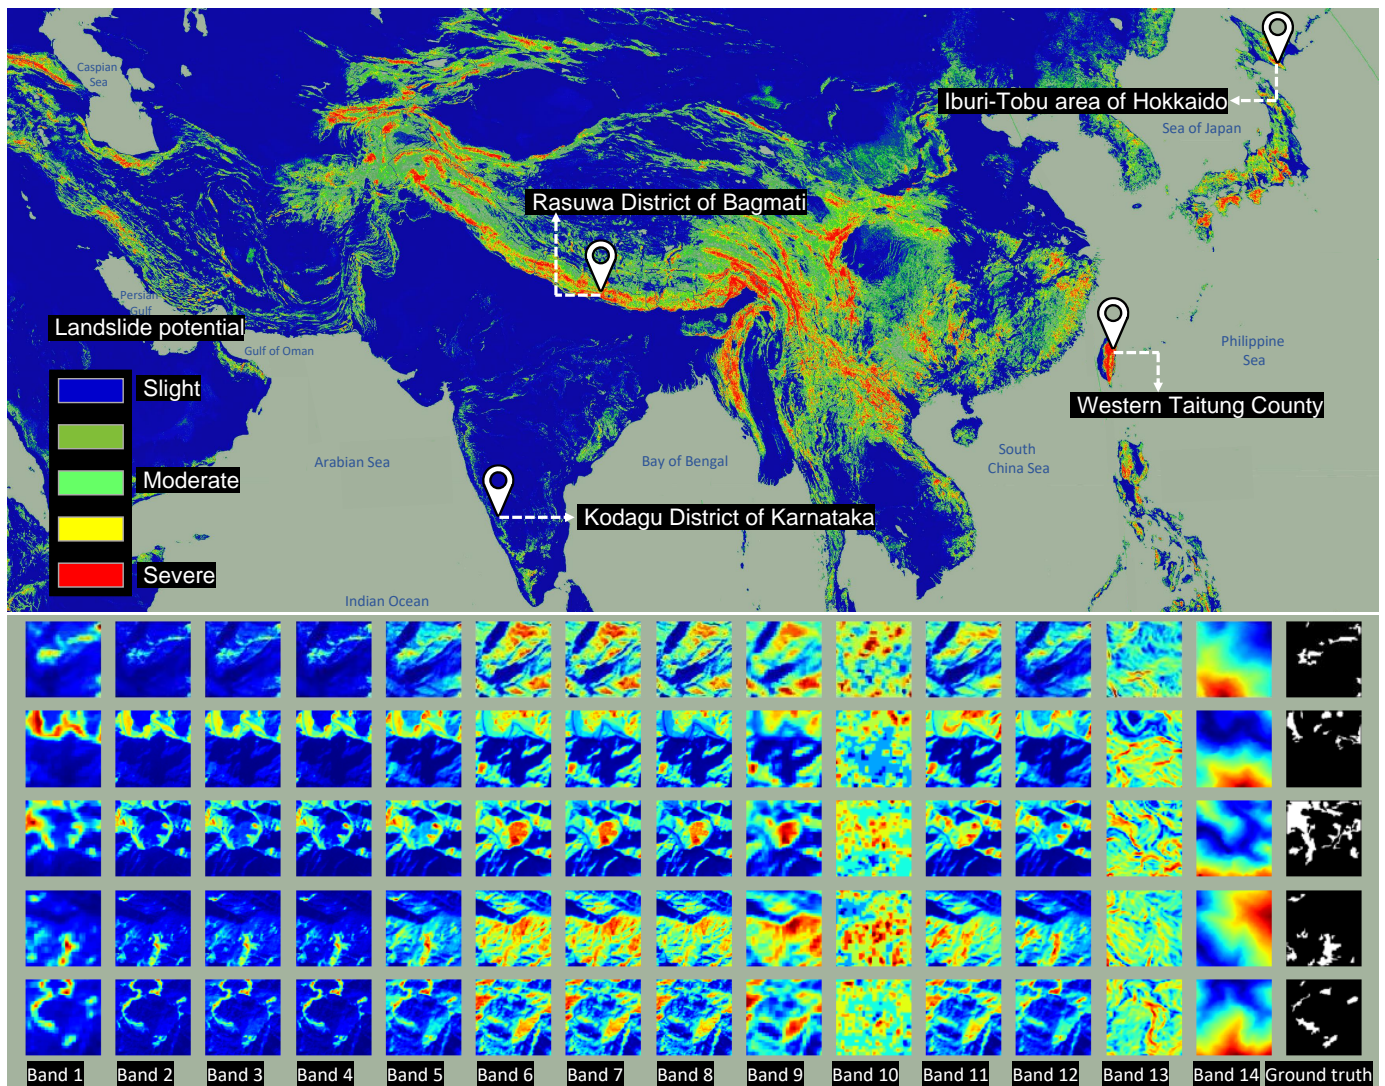 Caspian
Sea
Iburi-Tobu area of Hokkaido
Sea of Japan
Rasuwa District of Bagmati
Persian
Gulf
Landslide potential
Gulf of Oman
Philippine
Sea
Slight
Western Taitung County
Arabian Sea
Bay of Bengal
South
China Sea
Moderate
Kodagu District of Karnataka
Severe
Indian Ocean
Band 1 Band 2 Band 3 Band 4 Band 5 Band 6 Band 7 Band 8 Band 9 Band 10 Band 11 Band 12 Band 13 Band 14 Ground truth